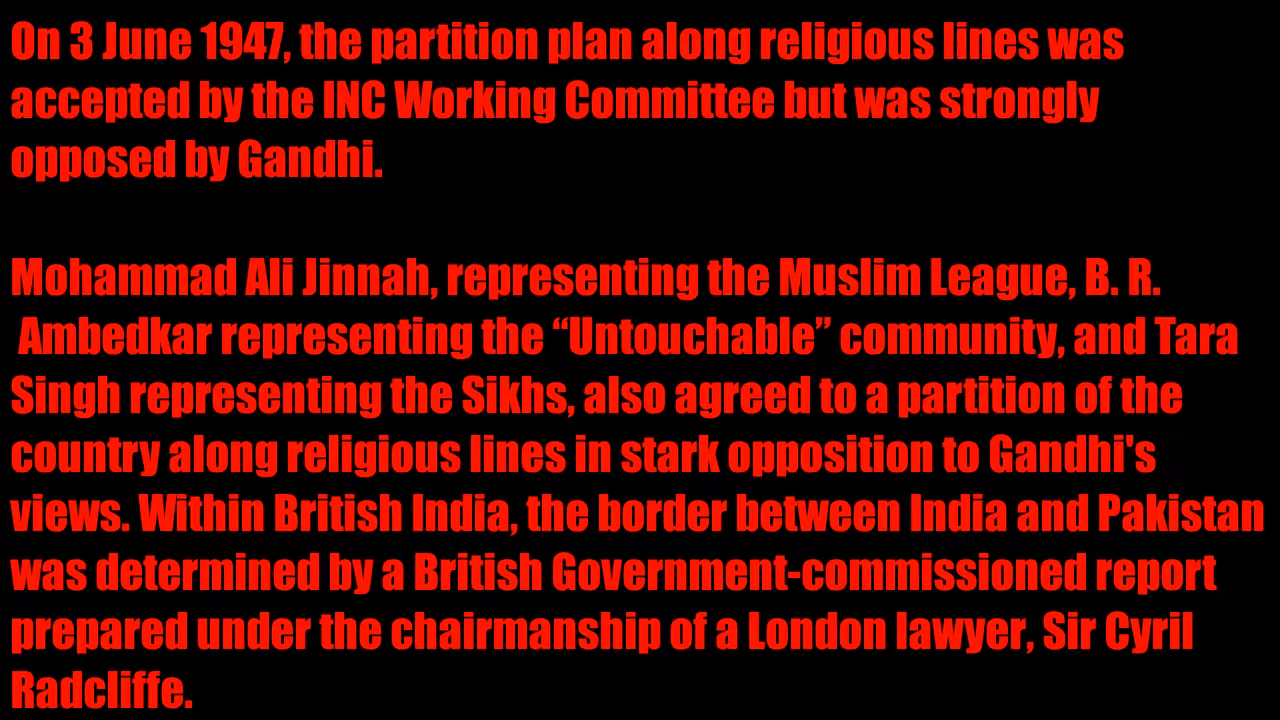 On 3 June 1947, the partition plan along religious lines was
accepted by the INC Working Committee but was strongly
opposed by Gandhi.
Mohammad Ali Jinnah, representing the Muslim League, B. R.
Ambedkar representing the “Untouchable” community, and Tara
Singh representing the Sikhs, also agreed to a partition of the
country along religious lines in stark opposition to Gandhi's
views. Within British India, the border between India and Pakistan
was determined by a British Government-commissioned report
prepared under the chairmanship of a London lawyer, Sir Cyril
Radcliffe.